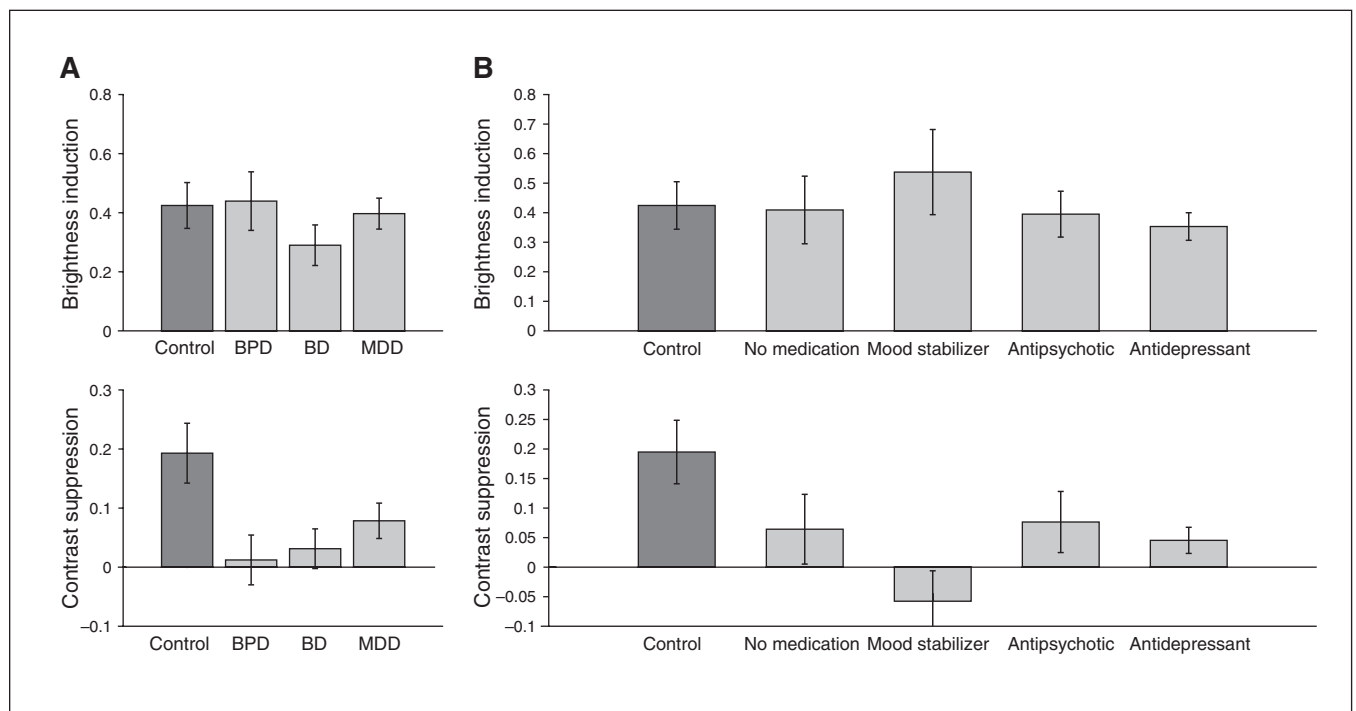 A
Brightness induction
0.8
0.6
0.4
0.2
0
Control BPD BD MDD
Contrast suppression
0.3
0.2
0.1
0
–0.1
Control BPD BD MDD
B
Brightness induction
0.8
0.7
0.6
0.5
0.4
0.3
0.2
0.1
0
Control No medication Mood stabilizer Antipsychotic Antidepressant
Contrast suppression
0.3
0.25
0.2
0.15
0.1
0.05
0
–0.05
–0.1
Control No medication Mood stabilizer Antipsychotic Antidepressant